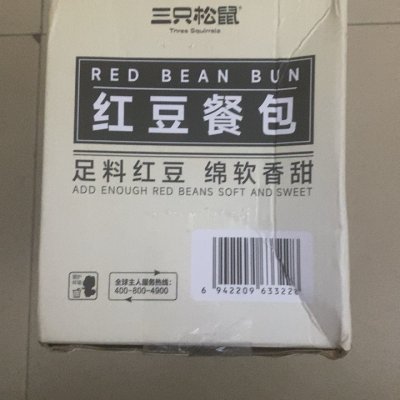 三只松鼠
Three Squirrels
RED BEAN BUN
红豆餐包
足料红豆 绵软香甜
ADD ENOUGH RED BEANS SOFT AND SWEET
全球主人服务热线:
400-800-4900
6 942209 633228